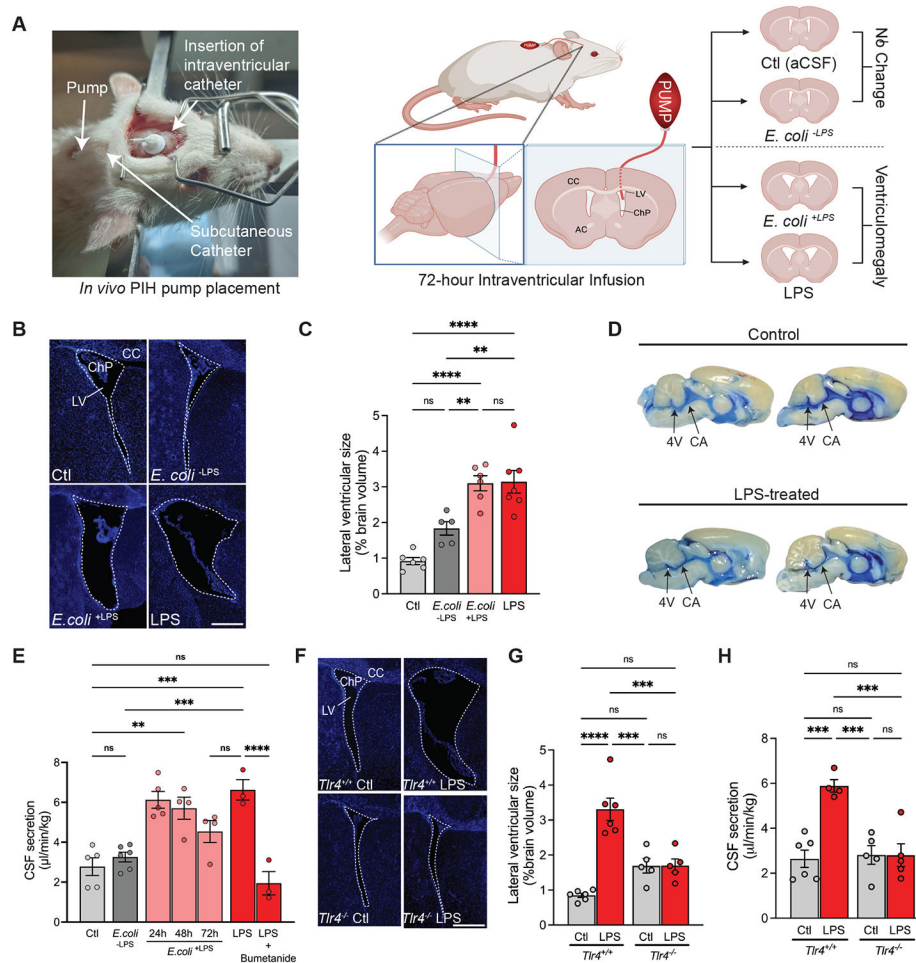 A
Insertion of
intraventricular
catheter
Pump
Subcutaneous
Catheter
In vivo PIH pump placement
PUMP
PUMP
CC
LV
ChP
AC
72-hour Intraventricular Infusion
Ctl (aCSF)
E. coli -LPS
No Change
E. coli +LPS
LPS
Ventriculomegaly
B
CC
ChP
LV
Ctl
E. coli -LPS
E.coli +LPS
LPS
C
****
**
****
ns
**
ns
Lateral ventricular size
(% brain volume)
5
4
3
2
1
0
Ctl
E.coli
-LPS
E.coli
+LPS
LPS
D
Control
4V
CA
4V
CA
LPS-treated
4V
CA
4V
CA
E
ns
***
***
**
ns
ns
****
CSF secretion
(µl/min/kg)
8
6
4
2
0
Ctl
E.coli
-LPS
24h
48h
72h
E.coli +LPS
LPS
LPS
+
Bumetanide
F
CC
ChP
LV
Tlr4+/+ Ctl
Tlr4+/+ LPS
Tlr4-/- Ctl
Tlr4-/- LPS
G
ns
***
ns
****
***
ns
Lateral ventricular size
(%brain volume)
5
4
3
2
1
0
Ctl
LPS
Ctl
LPS
Tlr4+/+
Tlr4-/-
H
ns
***
ns
***
***
ns
CSF secretion
(µl/min/kg)
8
6
4
2
0
Ctl
LPS
Ctl
LPS
Tlr4+/+
Tlr4-/-